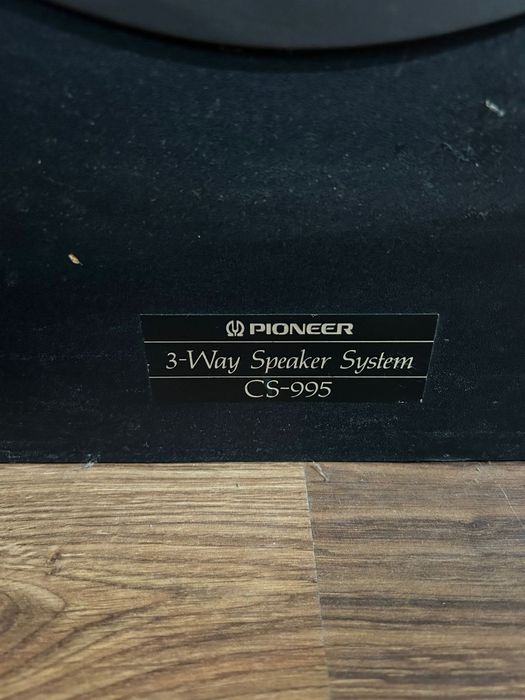 PIONEER
3-Way Speaker System
CS-995